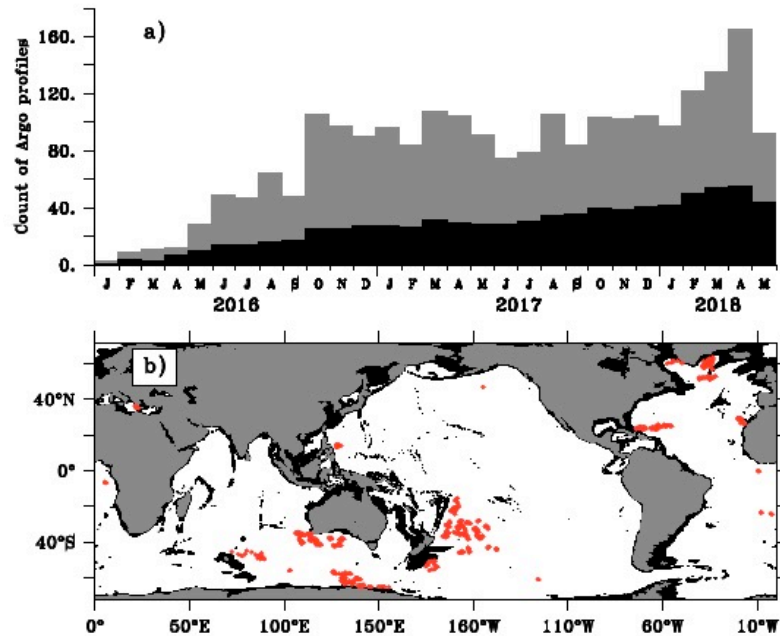 a)
Count of Argo profiles
160.
120.
80.
40.
0.
J F M A M J J A S O N D J F M A M J J A S O N D J F M A M
2016 2017 2018
b)
40°N
0°
40°S
0° 50°E 100°E 150°E 160°W 110°W 60°W 10°W